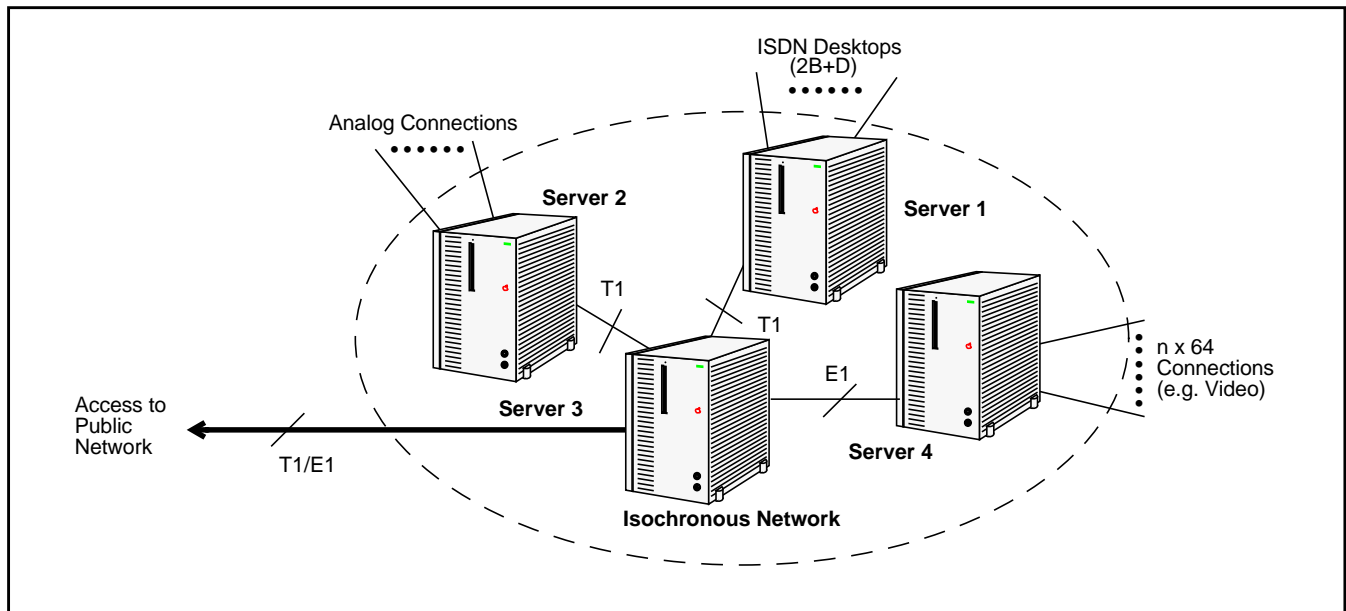 ISDN Desktops
(2B+D)
Analog Connections
Server 2
Server 1
T1
T1
n x 64
Connections
(e.g. Video)
E1
Access to
Public
Network
Server 3
Server 4
T1/E1
Isochronous Network